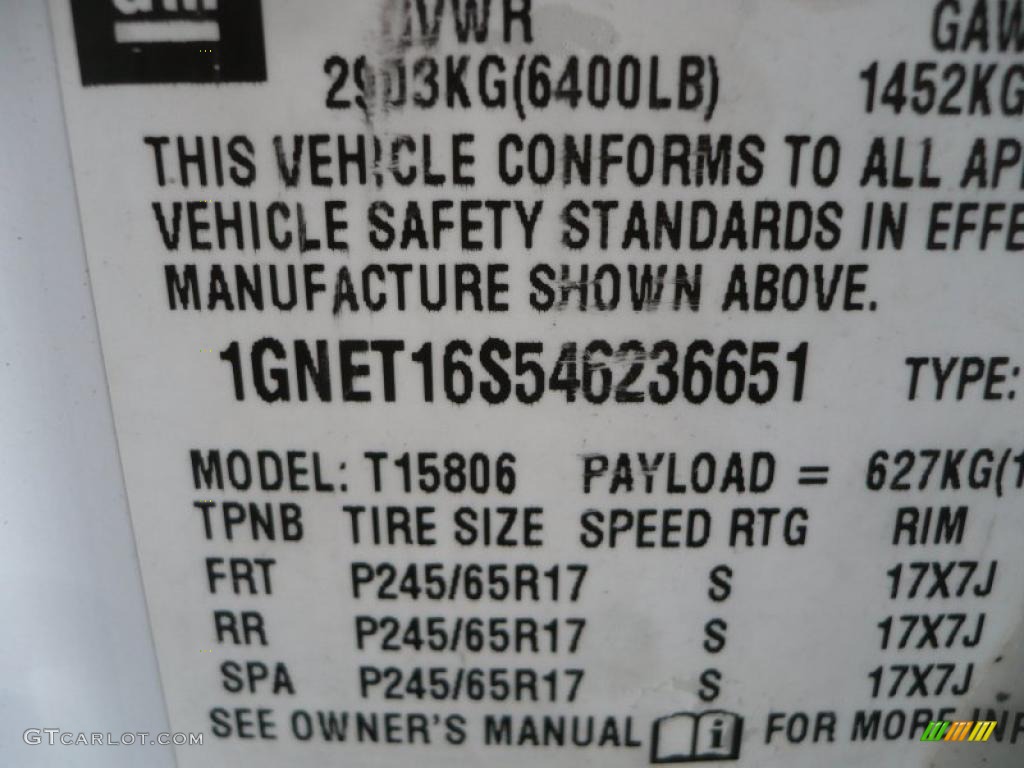 GM
GVWR GAW
2903KG(6400LB) 1452KG
THIS VEHICLE CONFORMS TO ALL APP
VEHICLE SAFETY STANDARDS IN EFFE
MANUFACTURE SHOWN ABOVE.
1GNET16S546236651 TYPE:
MODEL: T15806 PAYLOAD = 627KG(1
TPNB TIRE SIZE SPEED RTG RIM
FRT P245/65R17 S 17X7J
RR P245/65R17 S 17X7J
SPA P245/65R17 S 17X7J
SEE OWNER'S MANUAL i FOR MORE INF
GTCARLOT.COM